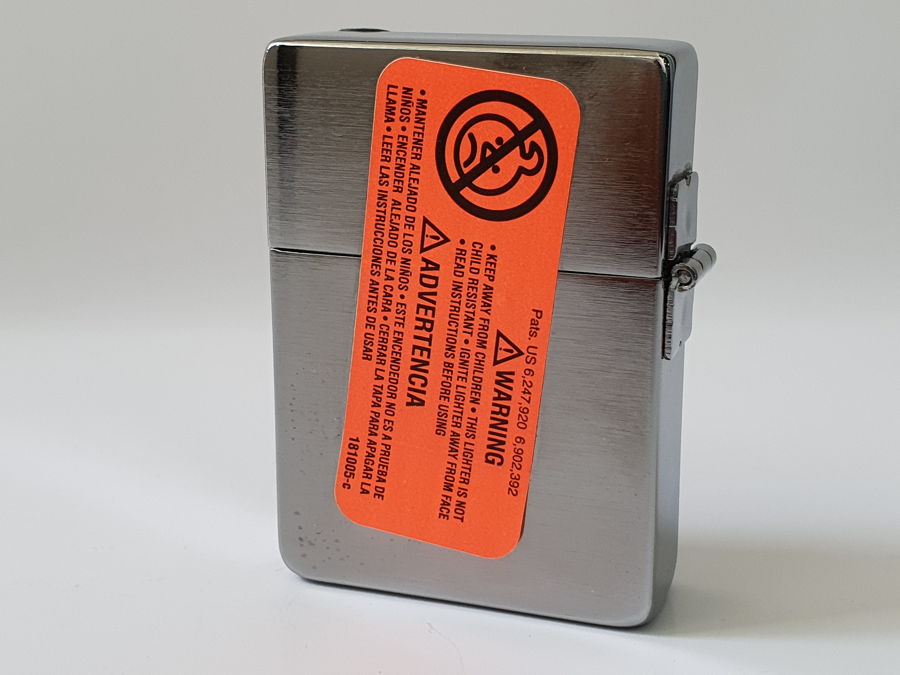 Pats. US 6,247,920  6,902,392
WARNING
• KEEP AWAY FROM CHILDREN • THIS LIGHTER IS NOT
CHILD RESISTANT • IGNITE LIGHTER AWAY FROM FACE
• READ INSTRUCTIONS BEFORE USING
ADVERTENCIA
• MANTENER ALEJADO DE LOS NIÑOS • ESTE ENCENDEDOR NO ES A PRUEBA DE
NIÑOS • ENCENDER ALEJADO DE LA CARA • CERRAR LA TAPA PARA APAGAR LA
LLAMA • LEER LAS INSTRUCCIONES ANTES DE USAR
181005-c